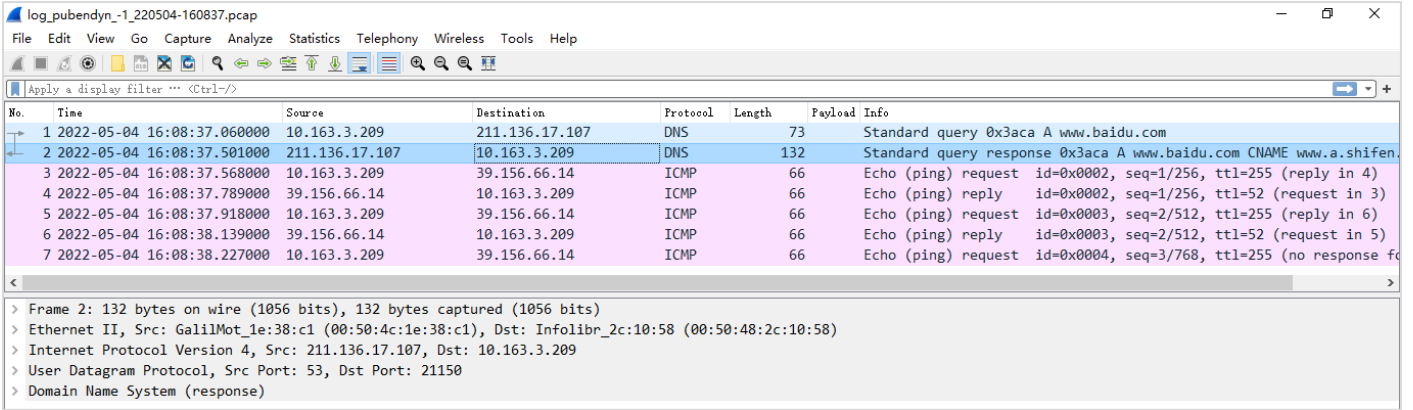 log_pubendyn_-1_220504-160837.pcap
File Edit View Go Capture Analyze Statistics Telephony Wireless Tools Help
Apply a display filter ⋯ <Ctrl-/>
No. Time Source Destination Protocol Length Payload Info
1 2022-05-04 16:08:37.060000 10.163.3.209 211.136.17.107 DNS 73 Standard query 0x3aca A www.baidu.com
2 2022-05-04 16:08:37.501000 211.136.17.107 10.163.3.209 DNS 132 Standard query response 0x3aca A www.baidu.com CNAME www.a.shifen.
3 2022-05-04 16:08:37.568000 10.163.3.209 39.156.66.14 ICMP 66 Echo (ping) request id=0x0002, seq=1/256, ttl=255 (reply in 4)
4 2022-05-04 16:08:37.789000 39.156.66.14 10.163.3.209 ICMP 66 Echo (ping) reply id=0x0002, seq=1/256, ttl=52 (request in 3)
5 2022-05-04 16:08:37.918000 10.163.3.209 39.156.66.14 ICMP 66 Echo (ping) request id=0x0003, seq=2/512, ttl=255 (reply in 6)
6 2022-05-04 16:08:38.139000 39.156.66.14 10.163.3.209 ICMP 66 Echo (ping) reply id=0x0003, seq=2/512, ttl=52 (request in 5)
7 2022-05-04 16:08:38.227000 10.163.3.209 39.156.66.14 ICMP 66 Echo (ping) request id=0x0004, seq=3/768, ttl=255 (no response fo
Frame 2: 132 bytes on wire (1056 bits), 132 bytes captured (1056 bits)
Ethernet II, Src: GalilMot_1e:38:c1 (00:50:4c:1e:38:c1), Dst: Infolibr_2c:10:58 (00:50:48:2c:10:58)
Internet Protocol Version 4, Src: 211.136.17.107, Dst: 10.163.3.209
User Datagram Protocol, Src Port: 53, Dst Port: 21150
Domain Name System (response)